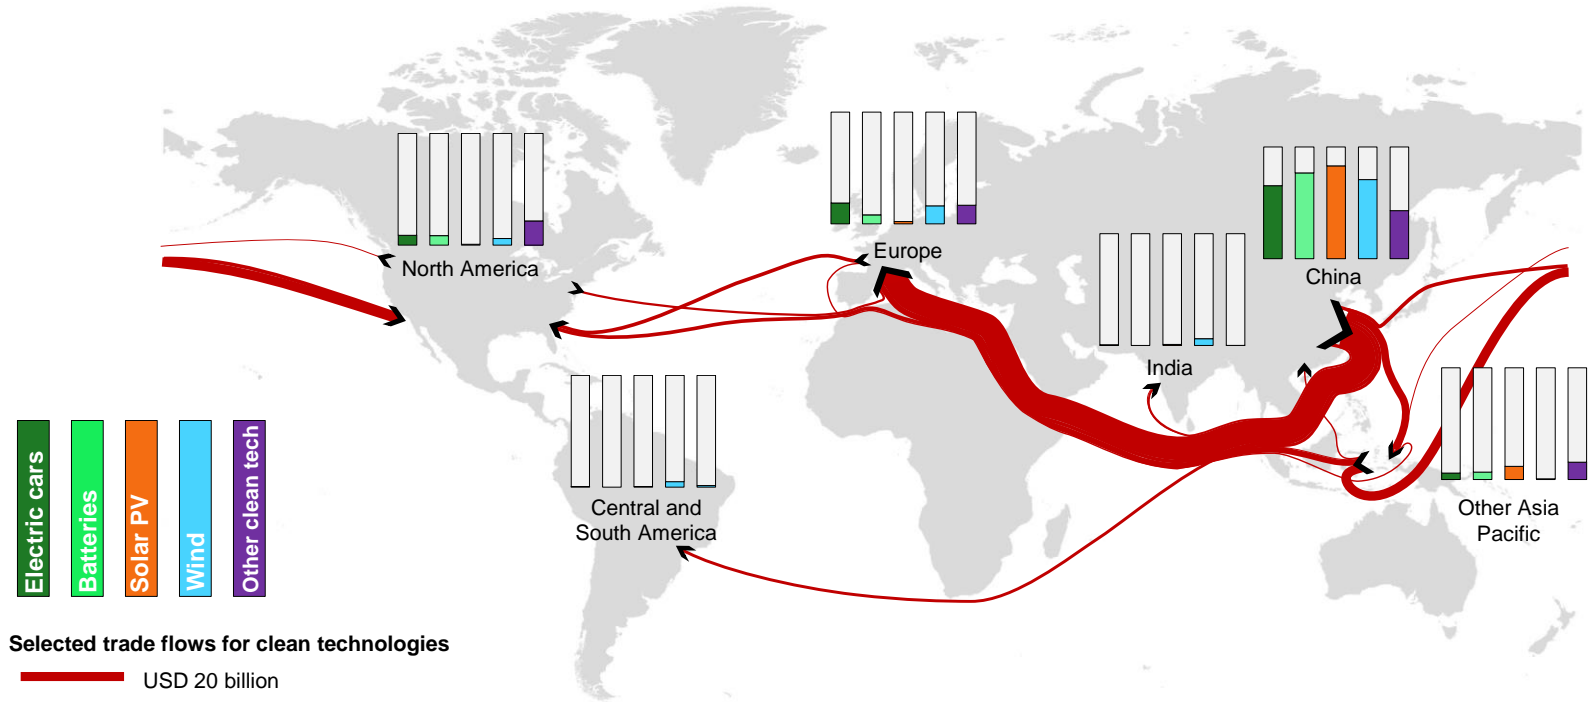 North America
Europe
China
India
Central and
South America
Other Asia
Pacific
Electric cars
Batteries
Solar PV
Wind
Other clean tech
Selected trade flows for clean technologies
USD 20 billion